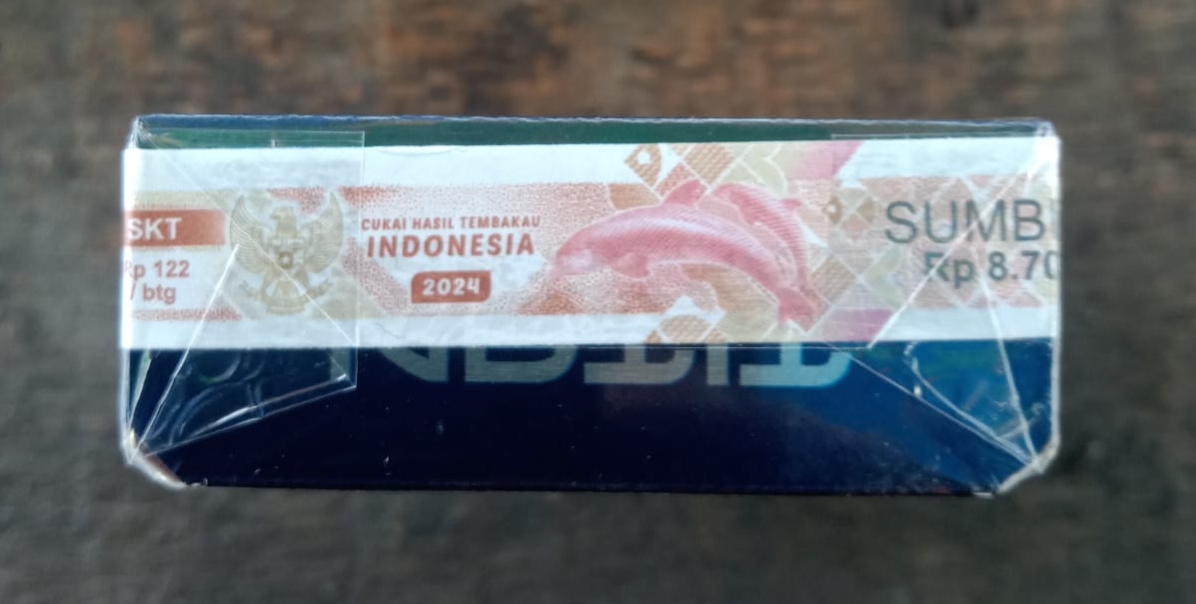 SKT
Rp 122
/ btg
CUKAI HASIL TEMBAKAU
INDONESIA
2024
SUMB
Rp 8.70